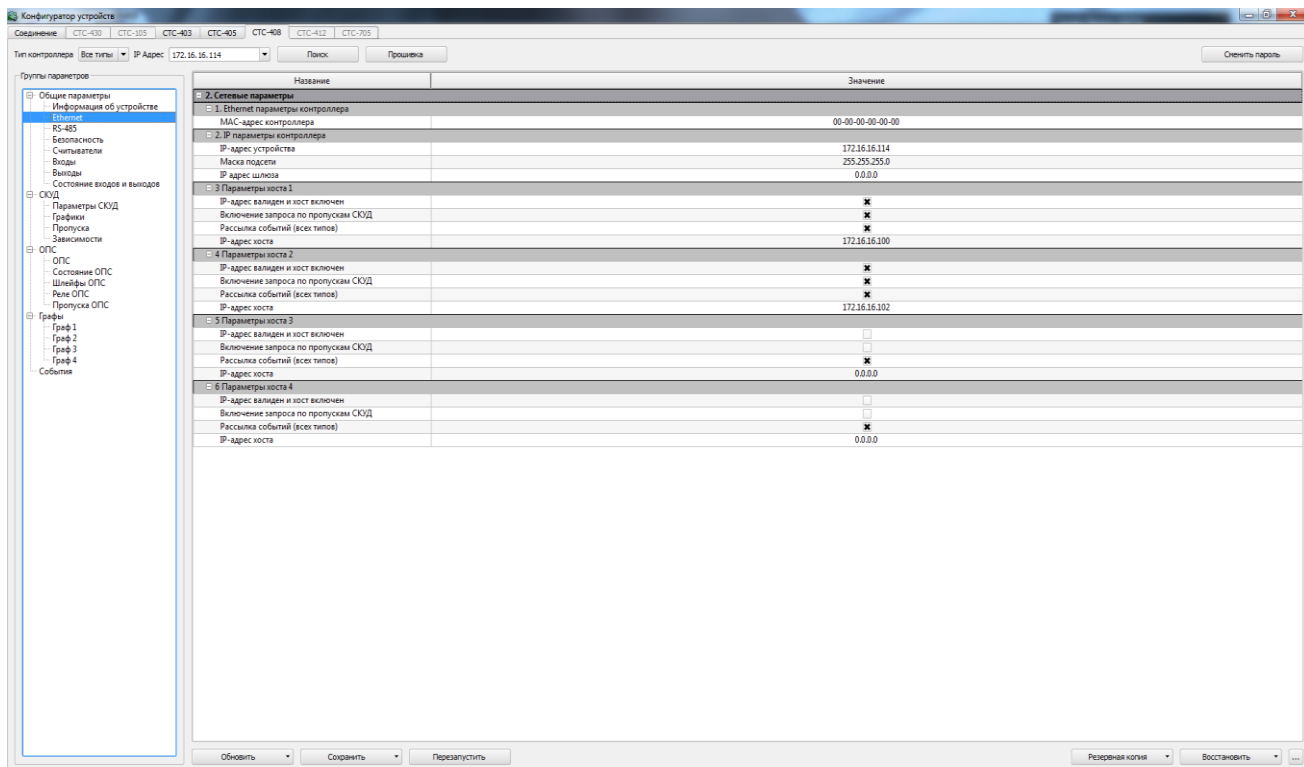 Конфигуратор устройств
Соединение СТС-430 СТС-105 СТС-403 СТС-405 СТС-408 СТС-412 СТС-705
Тип контроллера Все типы IP Адрес 172.16.16.114 Поиск Прошивка Сменить пароль
Группы параметров
Общие параметры
Информация об устройстве
Ethernet
RS-485
Безопасность
Считыватели
Входы
Выходы
Состояние входов и выходов
СКУД
Параметры СКУД
Графики
Пропуска
Зависимости
ОПС
ОПС
Состояние ОПС
Шлейфы ОПС
Реле ОПС
Пропуска ОПС
Графы
Граф 1
Граф 2
Граф 3
Граф 4
События
Название Значение
2. Сетевые параметры
1. Ethernet параметры контроллера
MAC-адрес контроллера 00-00-00-00-00-00
2. IP параметры контроллера
IP-адрес устройства 172.16.16.114
Маска подсети 255.255.255.0
IP адрес шлюза 0.0.0.0
3 Параметры хоста 1
IP-адрес валиден и хост включен
Включение запроса по пропускам СКУД
Рассылка событий (всех типов)
IP-адрес хоста 172.16.16.100
4 Параметры хоста 2
IP-адрес валиден и хост включен
Включение запроса по пропускам СКУД
Рассылка событий (всех типов)
IP-адрес хоста 172.16.16.102
5 Параметры хоста 3
IP-адрес валиден и хост включен
Включение запроса по пропускам СКУД
Рассылка событий (всех типов)
IP-адрес хоста 0.0.0.0
6 Параметры хоста 4
IP-адрес валиден и хост включен
Включение запроса по пропускам СКУД
Рассылка событий (всех типов)
IP-адрес хоста 0.0.0.0
Обновить Сохранить Перезапустить Резервная копия Восстановить ...